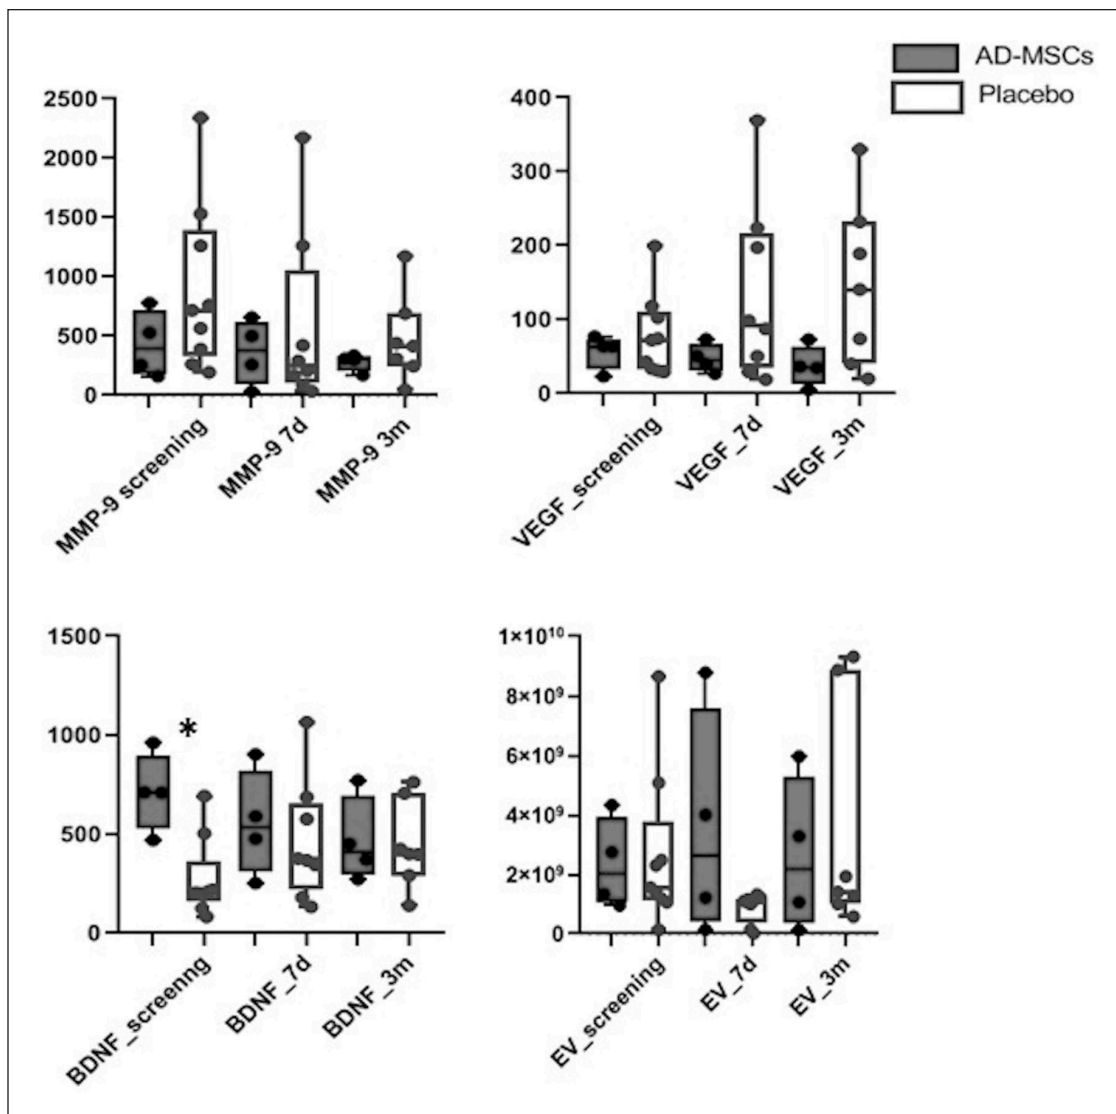 AD-MSCs
Placebo
2500
2000
1500
1000
500
0
MMP-9 screening
MMP-9 7d
MMP-9 3m
400
300
200
100
0
VEGF_screening
VEGF_7d
VEGF_3m
1500
1000
500
0
*
BDNF_screenng
BDNF_7d
BDNF_3m
1×10¹⁰
8×10⁹
6×10⁹
4×10⁹
2×10⁹
0
EV_screening
EV_7d
EV_3m